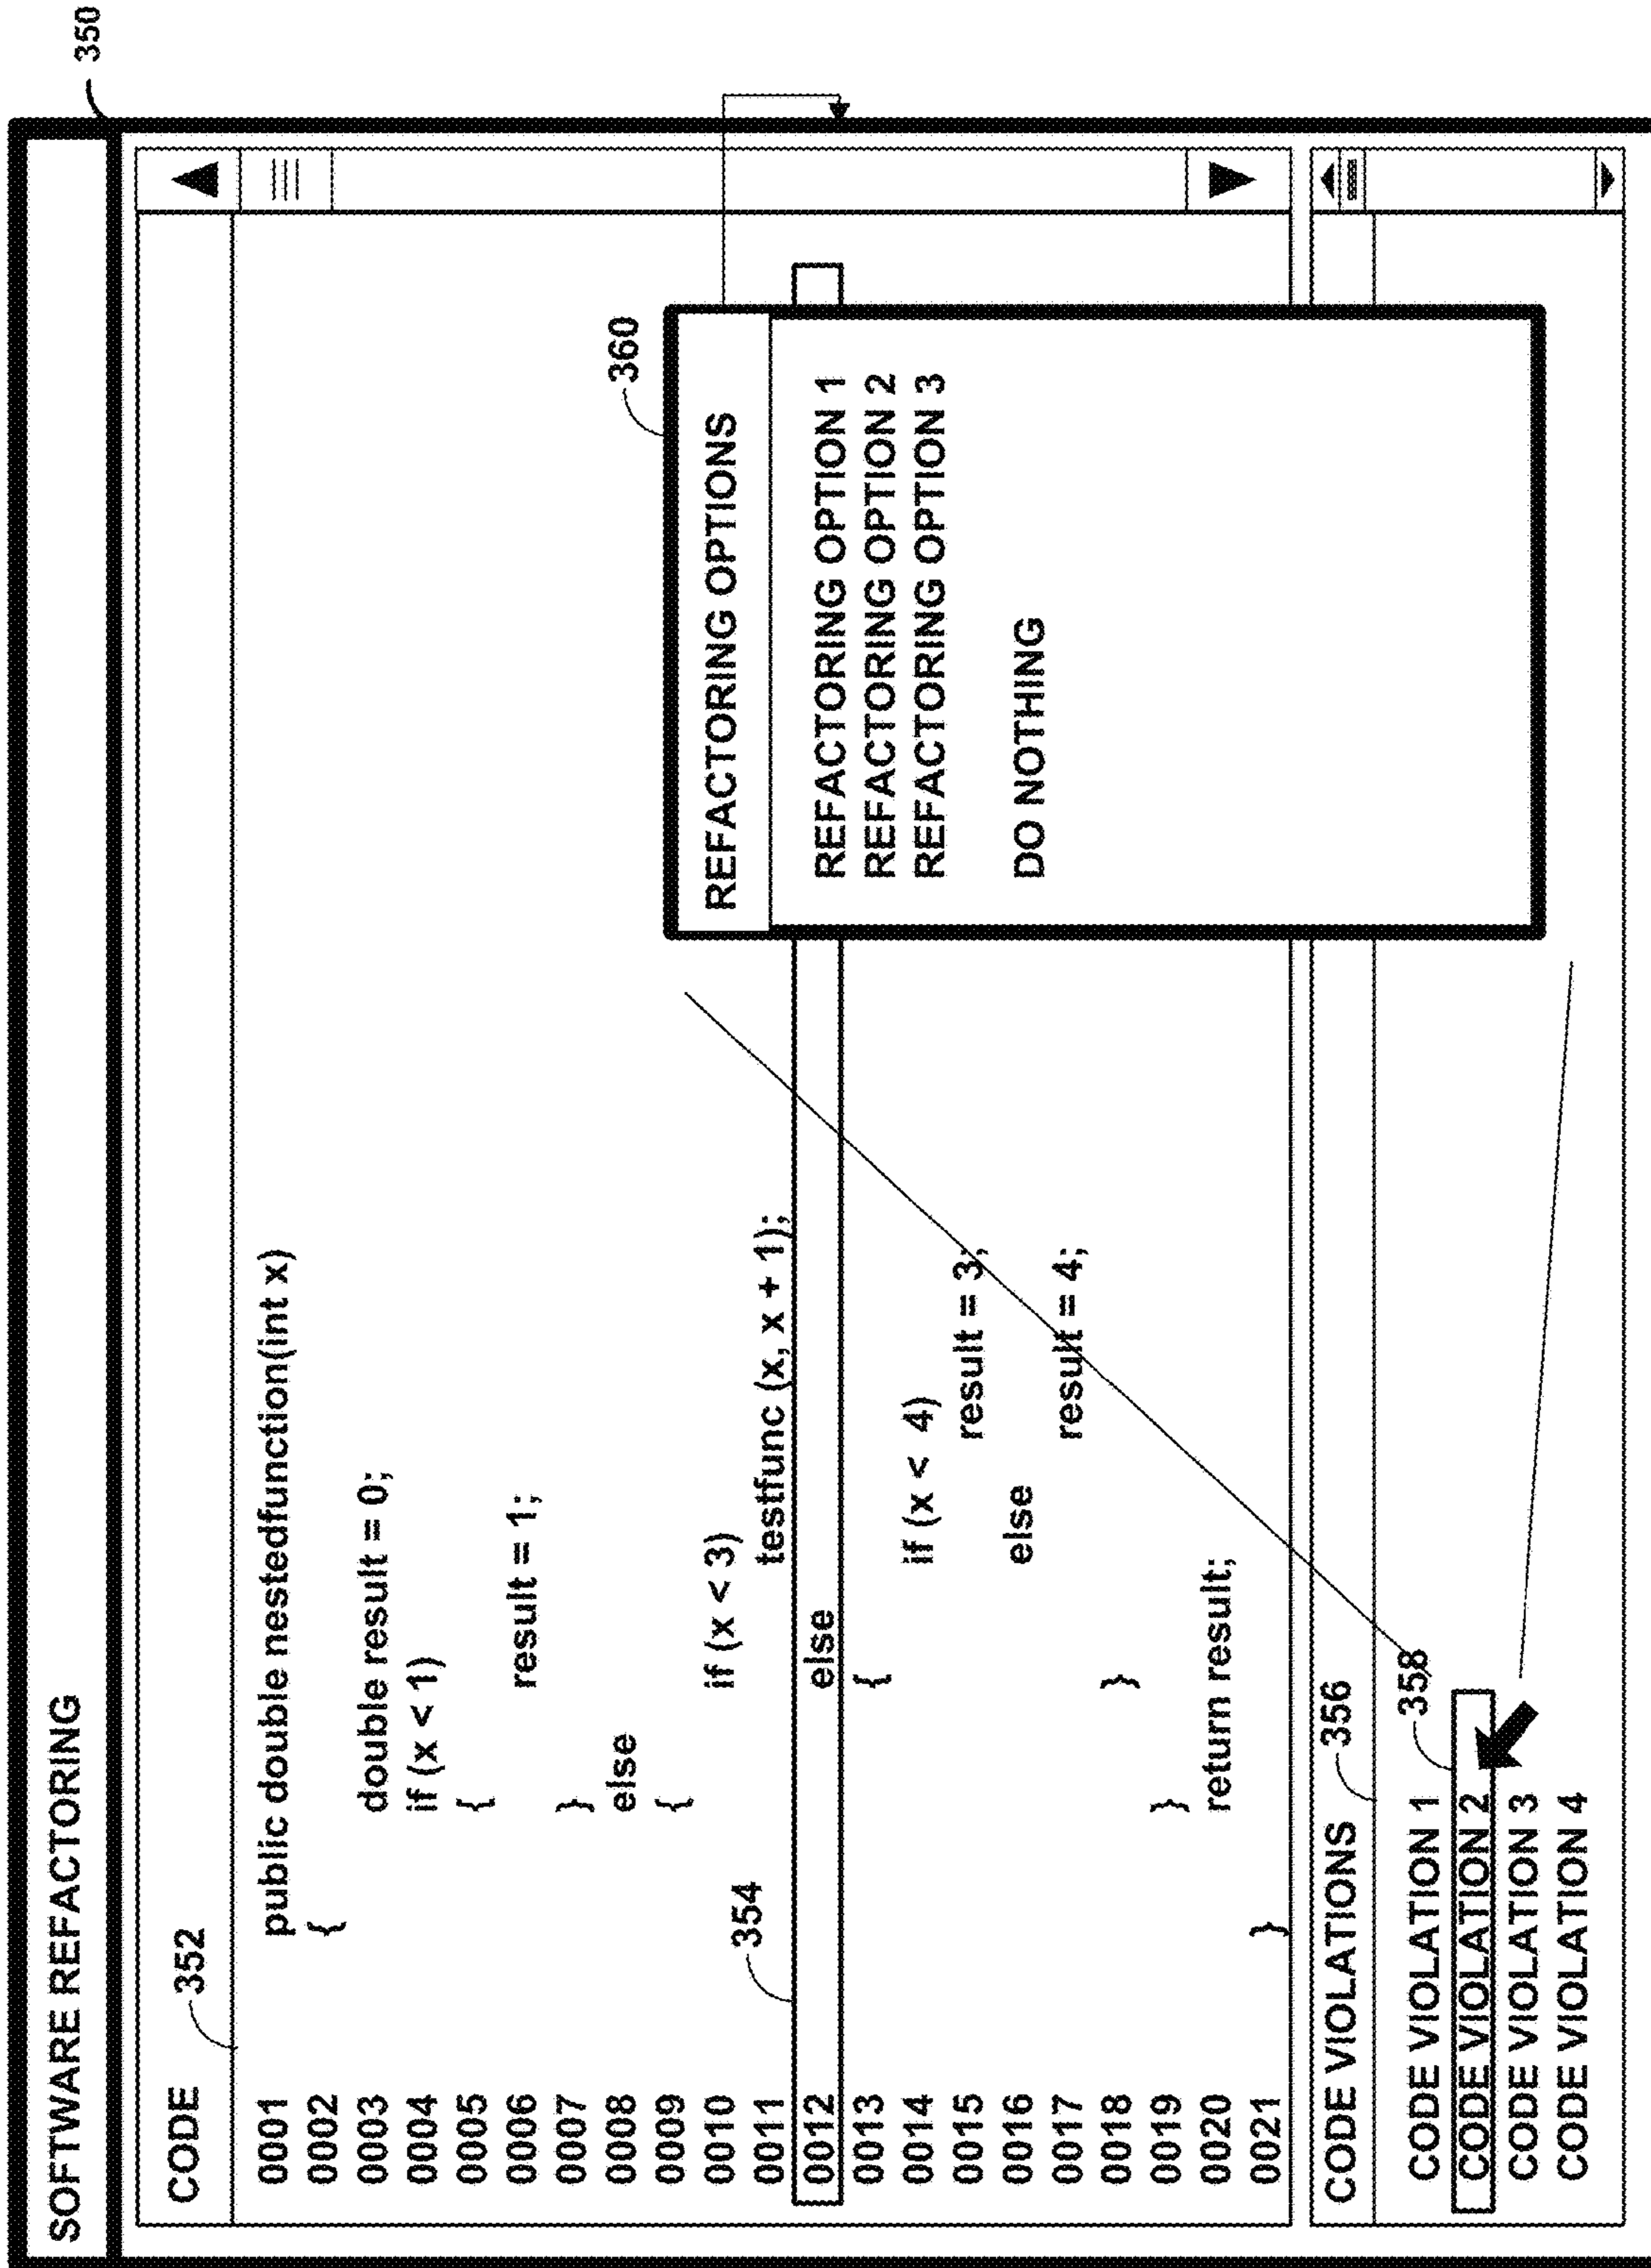 350
SOFTWARE REFACTORING
CODE 352
0001 public double nestedfunction(int x)
0002 {
0003 double result = 0;
0004 if (x < 1)
0005 {
0006 result = 1;
0007 }
0008 else
0009 {
0010 if (x < 3)
0011 testfunc (x, x + 1);
354
0012 else
0013 {
0014 if (x < 4)
0015 result = 3;
0016 else
0017 result = 4;
0018 }
0019 }
0020 return result;
0021 }
360
REFACTORING OPTIONS
REFACTORING OPTION 1
REFACTORING OPTION 2
REFACTORING OPTION 3
DO NOTHING
CODE VIOLATIONS 356
358
CODE VIOLATION 1
CODE VIOLATION 2
CODE VIOLATION 3
CODE VIOLATION 4